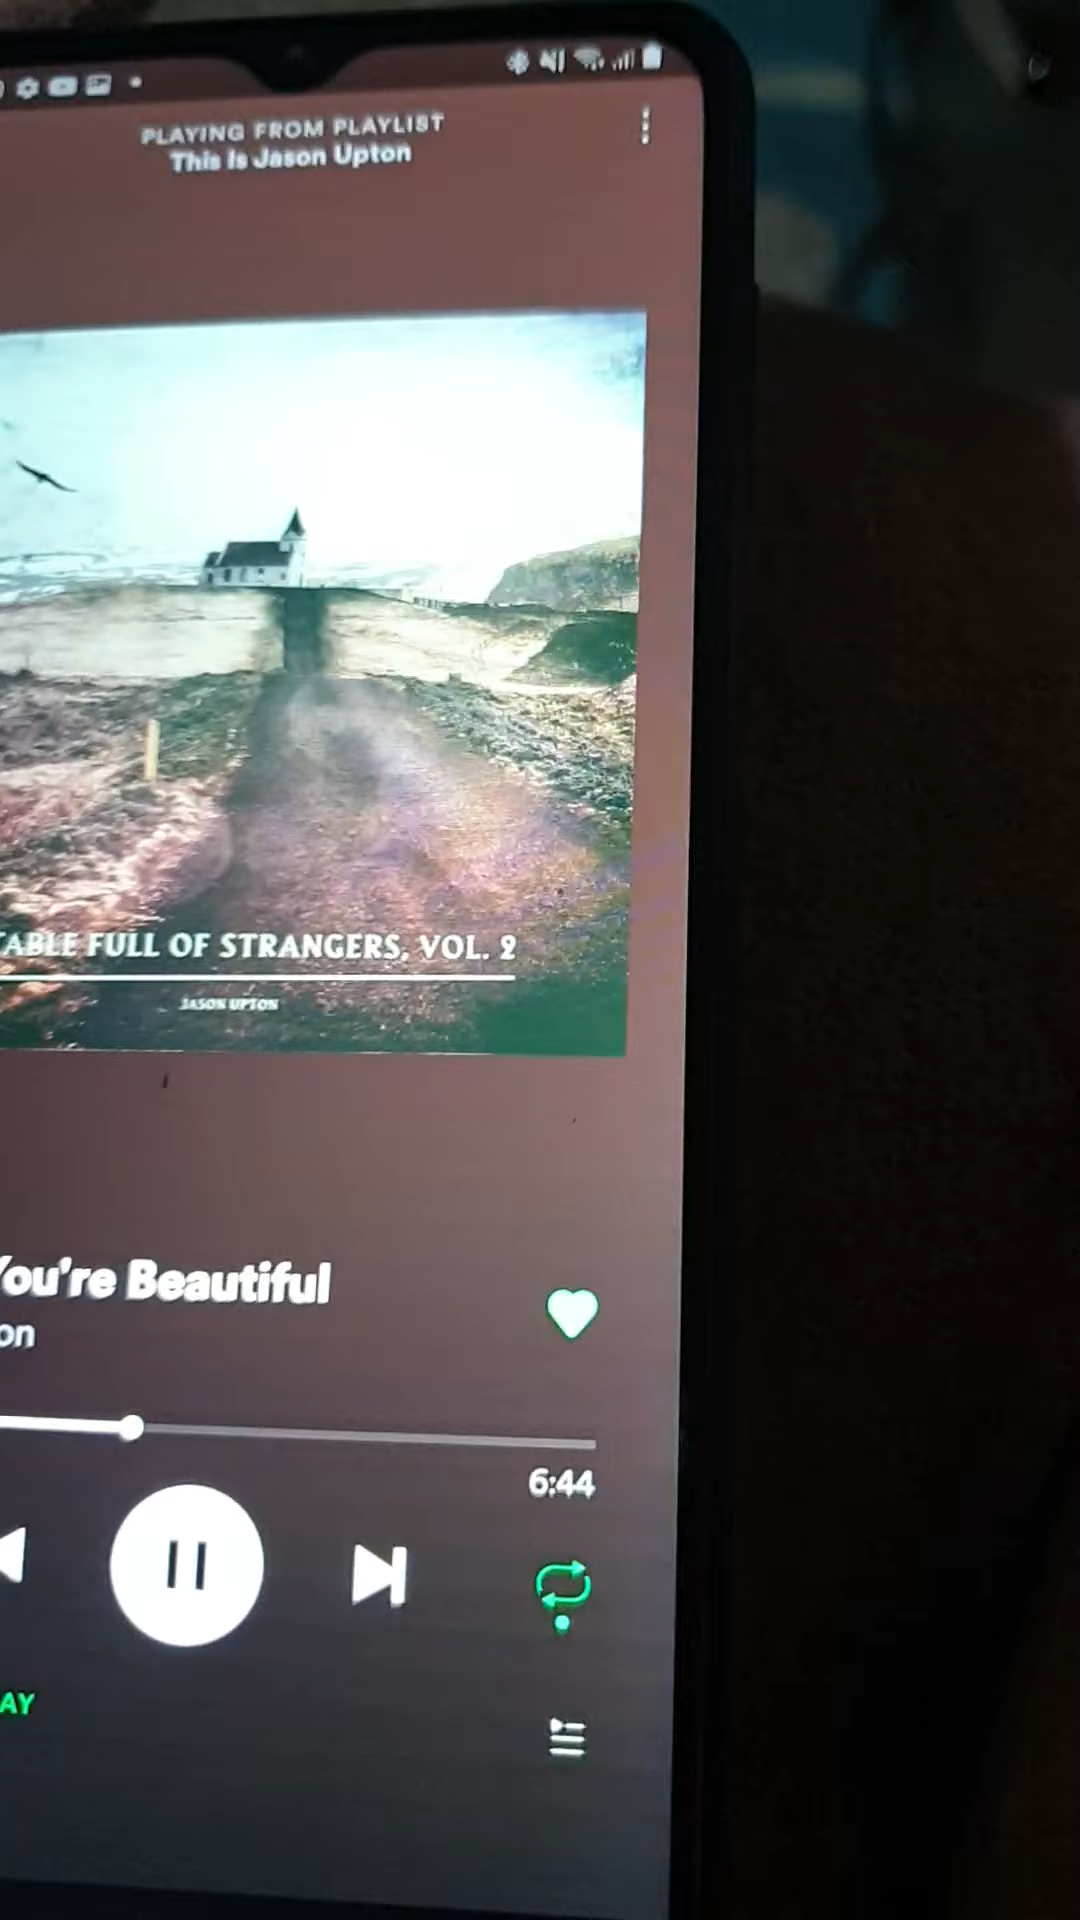 PLAYING FROM PLAYLIST
This Is Jason Upton
TABLE FULL OF STRANGERS, VOL. 2
JASON UPTON
You're Beautiful
on
6:44
AY